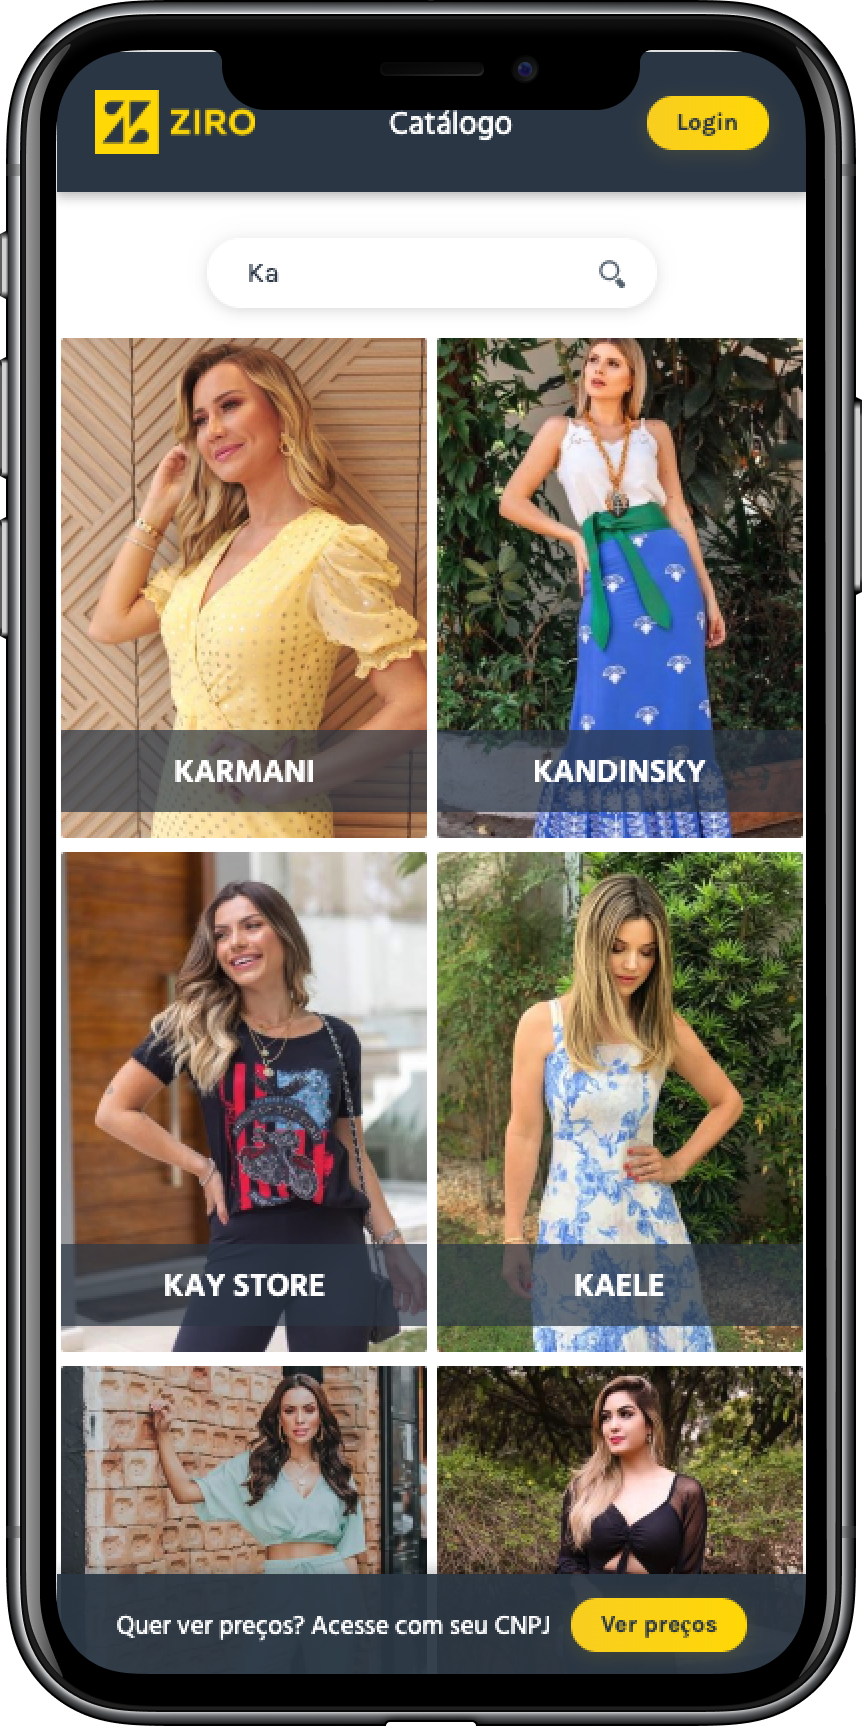 ZIRO
Catálogo
Login
Ka
KARMANI
KANDINSKY
KAY STORE
KAELE
Quer ver preços? Acesse com seu CNPJ
Ver preços